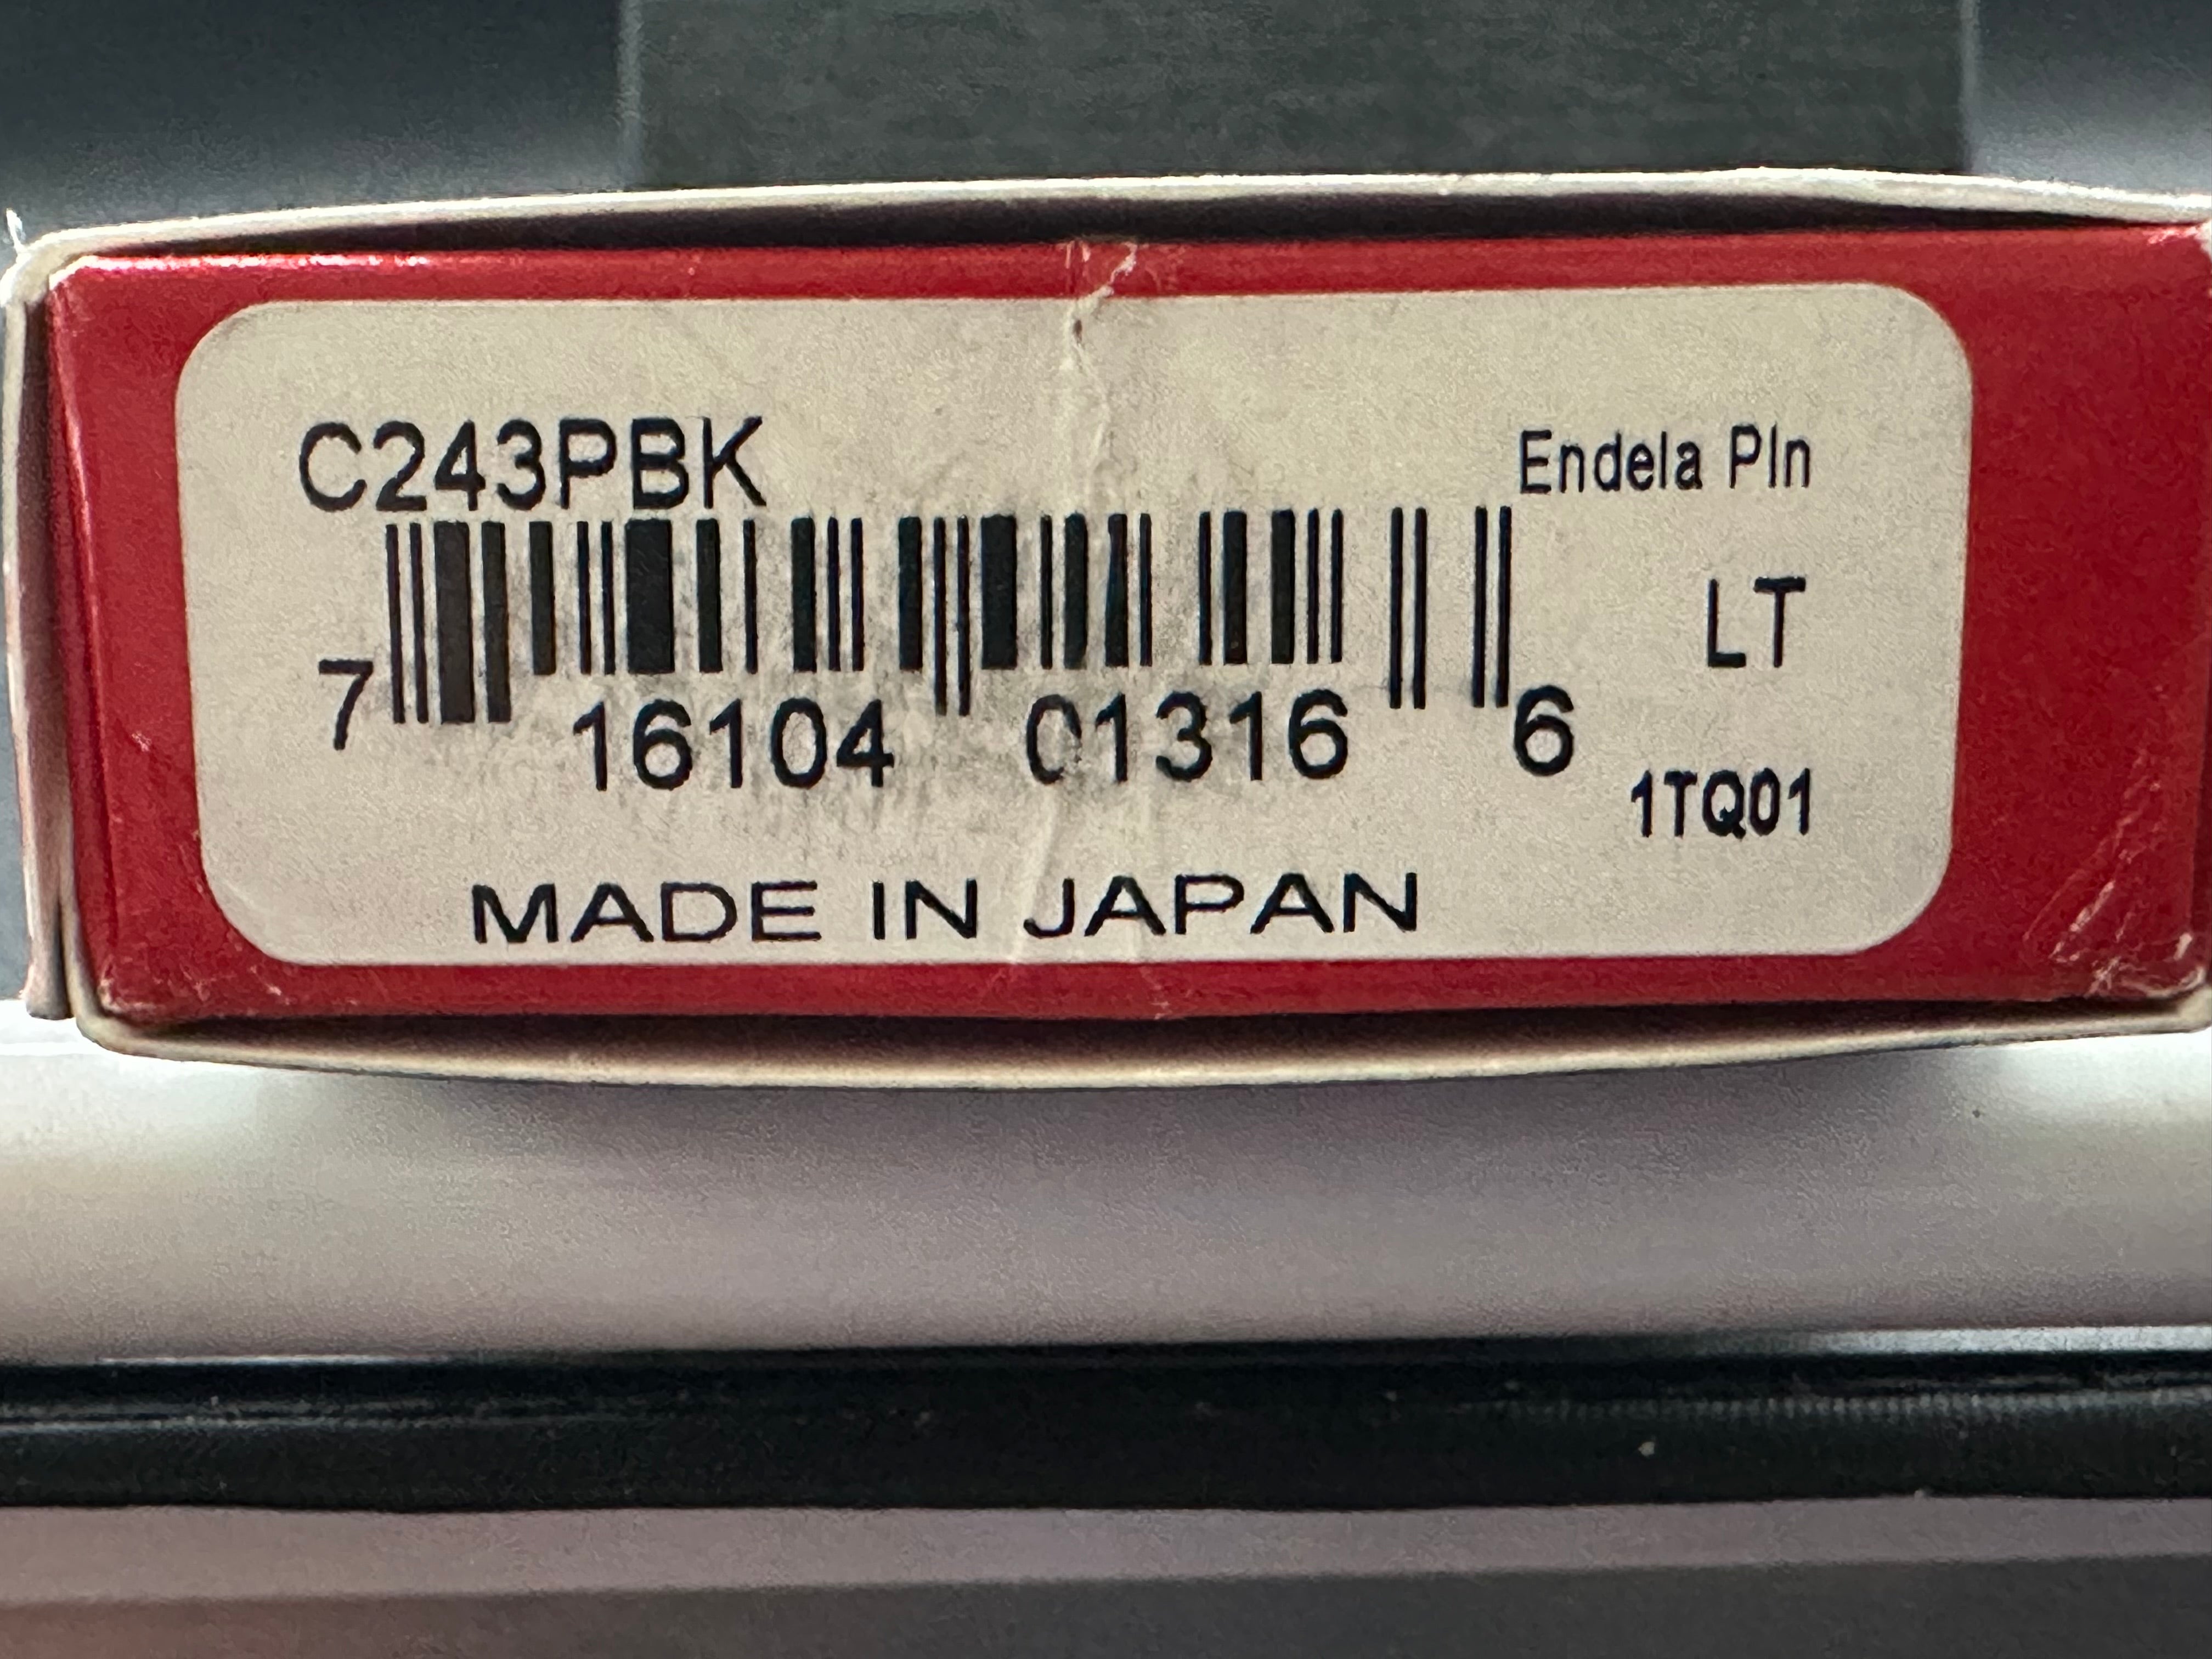 C243PBK
Endela Pln
LT
7 16104 01316 6
1TQ01
MADE IN JAPAN